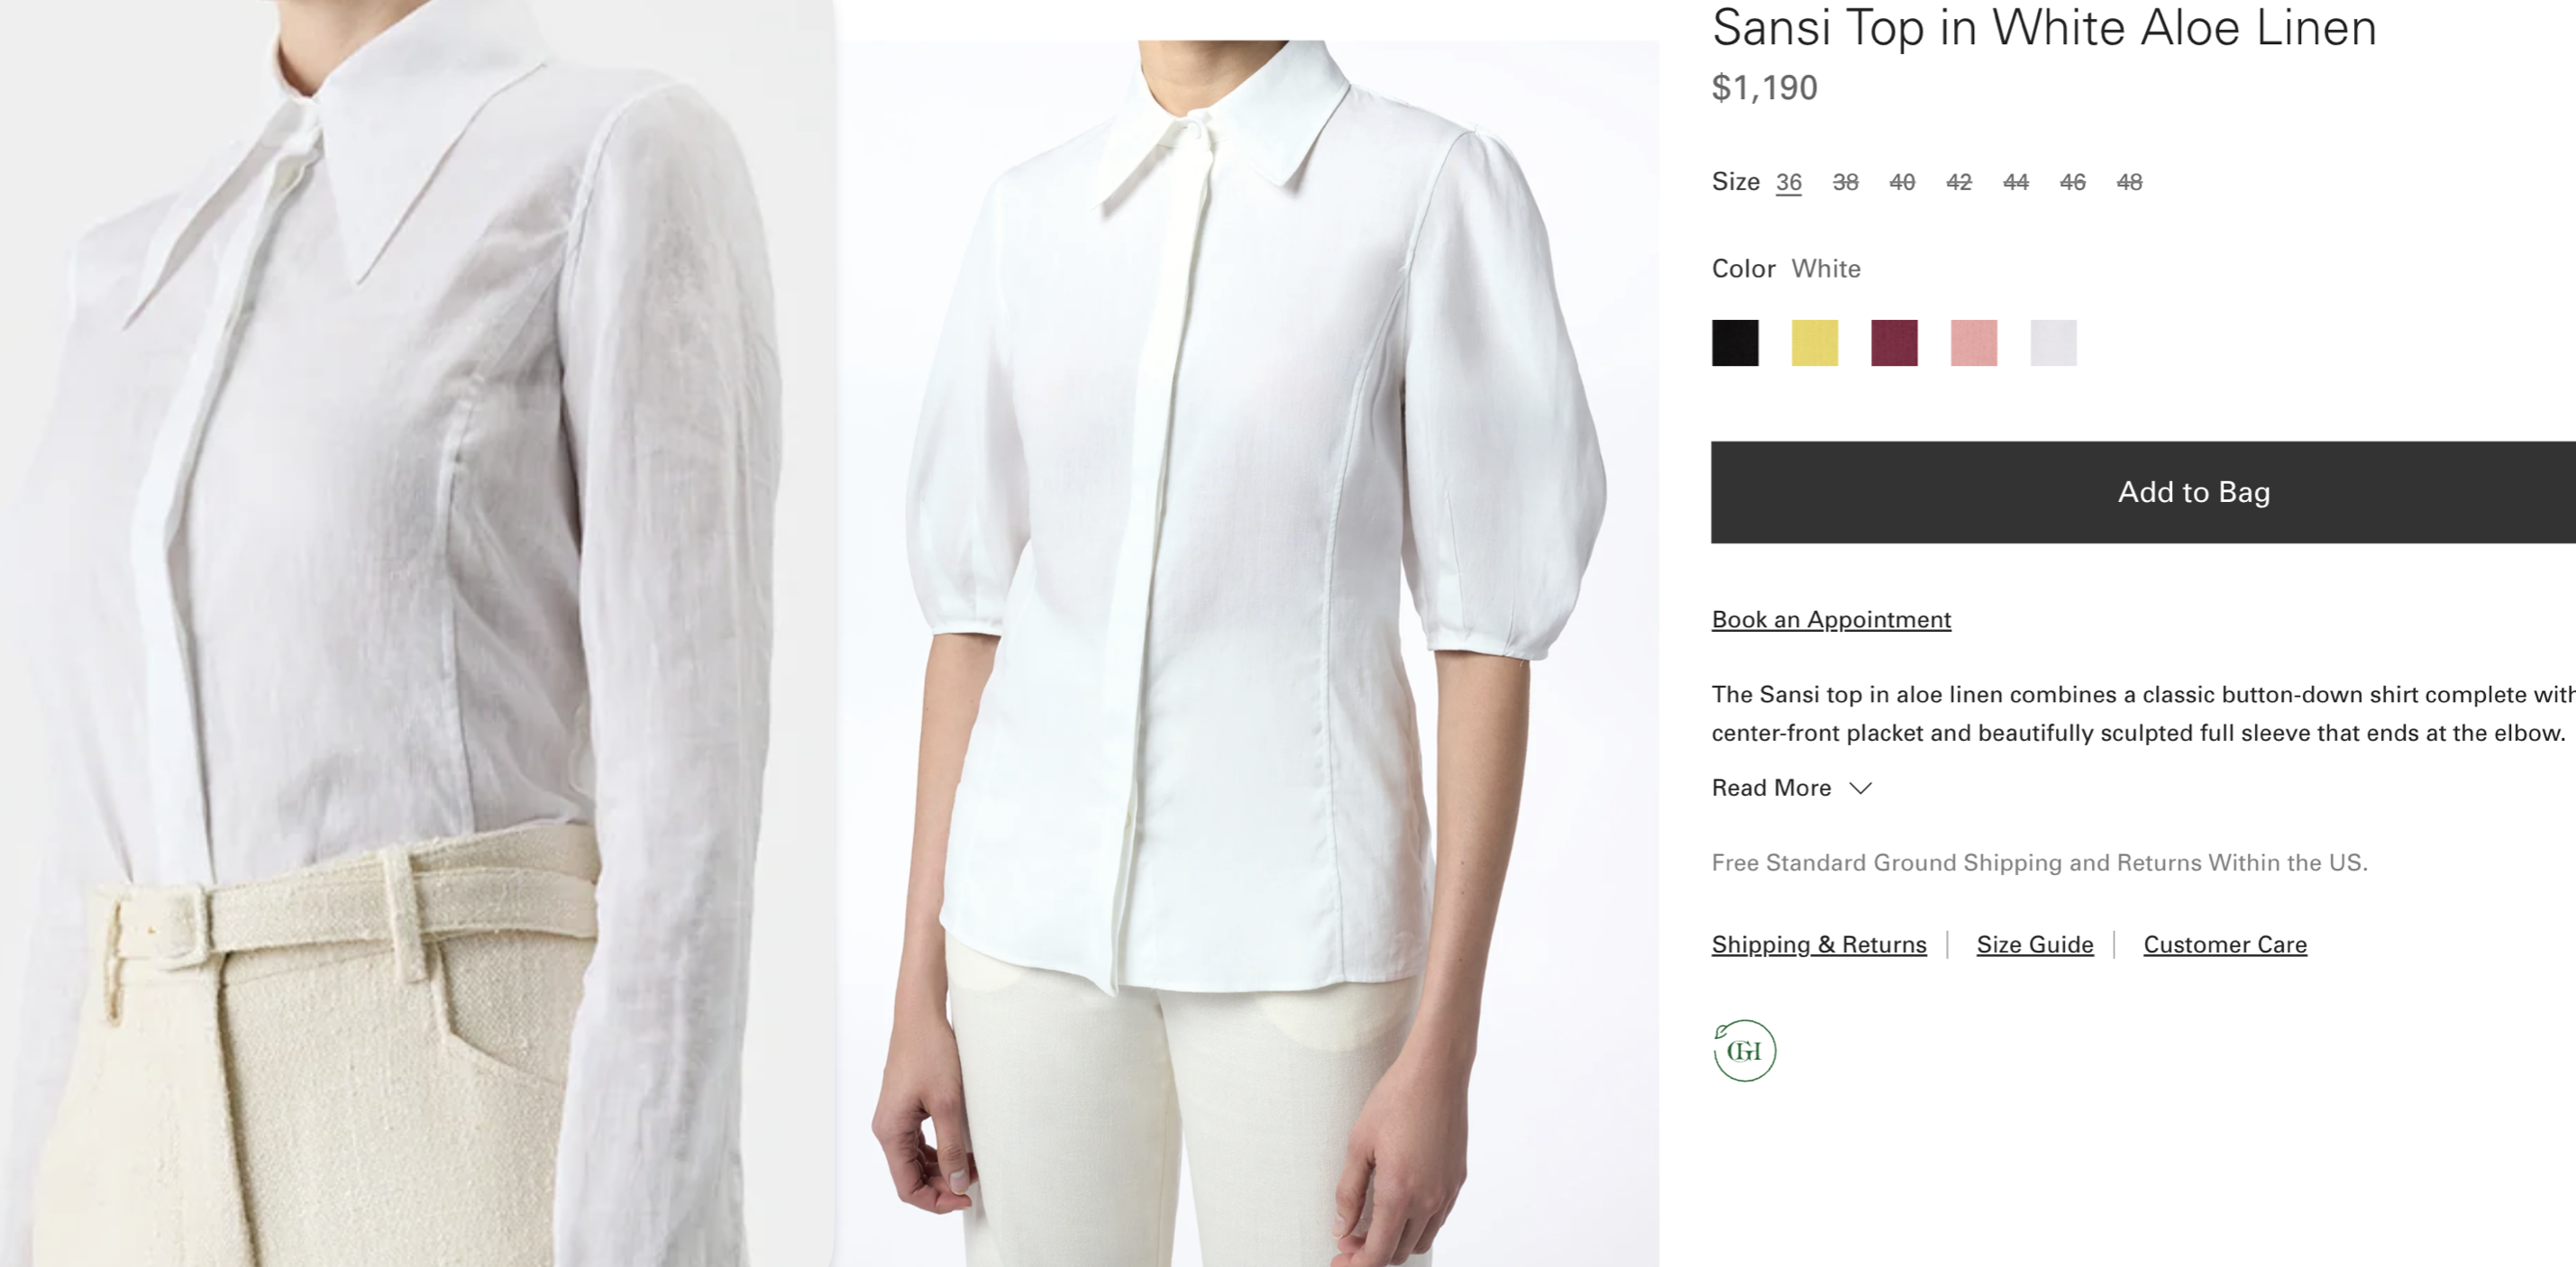 Sansi Top in White Aloe Linen
$1,190
Size 36 38 40 42 44 46 48
Color White
Add to Bag
Book an Appointment
The Sansi top in aloe linen combines a classic button-down shirt complete with
center-front placket and beautifully sculpted full sleeve that ends at the elbow.
Read More
Free Standard Ground Shipping and Returns Within the US.
Shipping & Returns | Size Guide | Customer Care
GH